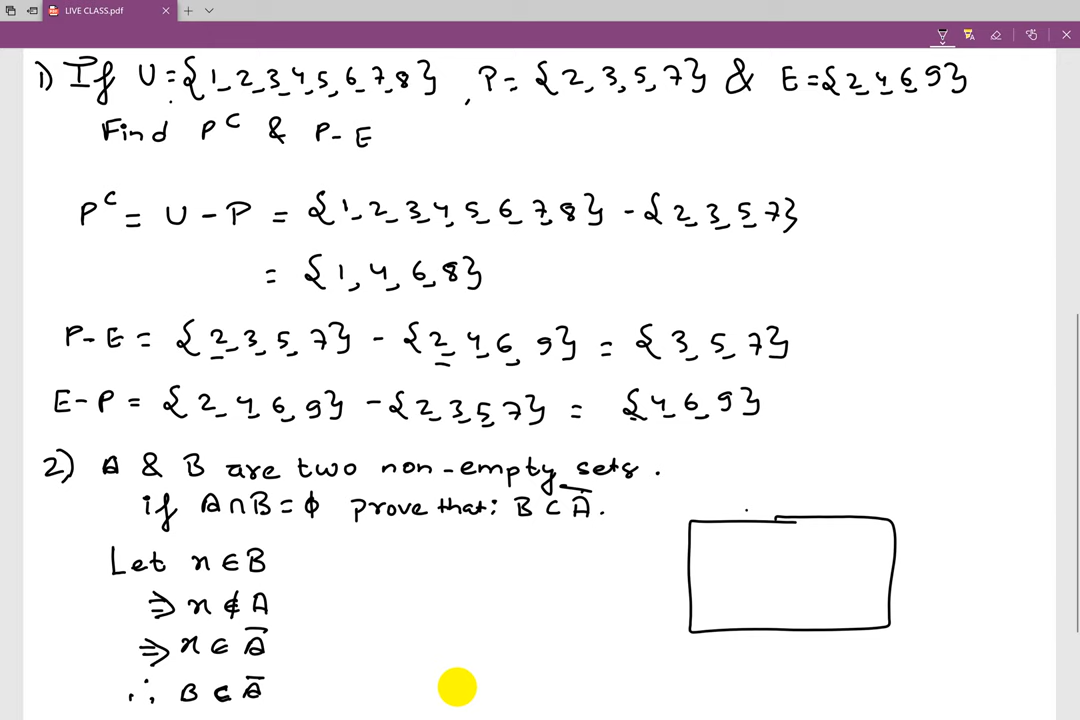 LIVE CLASS.pdf
1) If U = {1, 2, 3, 4, 5, 6, 7, 8}, P = {2, 3, 5, 7} & E = {2, 4, 6, 9}
Find P^C & P - E
P^C = U - P = {1, 2, 3, 4, 5, 6, 7, 8} - {2, 3, 5, 7}
= {1, 4, 6, 8}
P - E = {2, 3, 5, 7} - {2, 4, 6, 9} = {3, 5, 7}
E - P = {2, 4, 6, 9} - {2, 3, 5, 7} = {4, 6, 9}
2) A & B are two non-empty sets.
if A ∩ B = ϕ prove that: B ⊂ A̅.
Let x ∈ B
⇒ x ∉ A
⇒ x ∈ A̅
∴ B ⊂ A̅